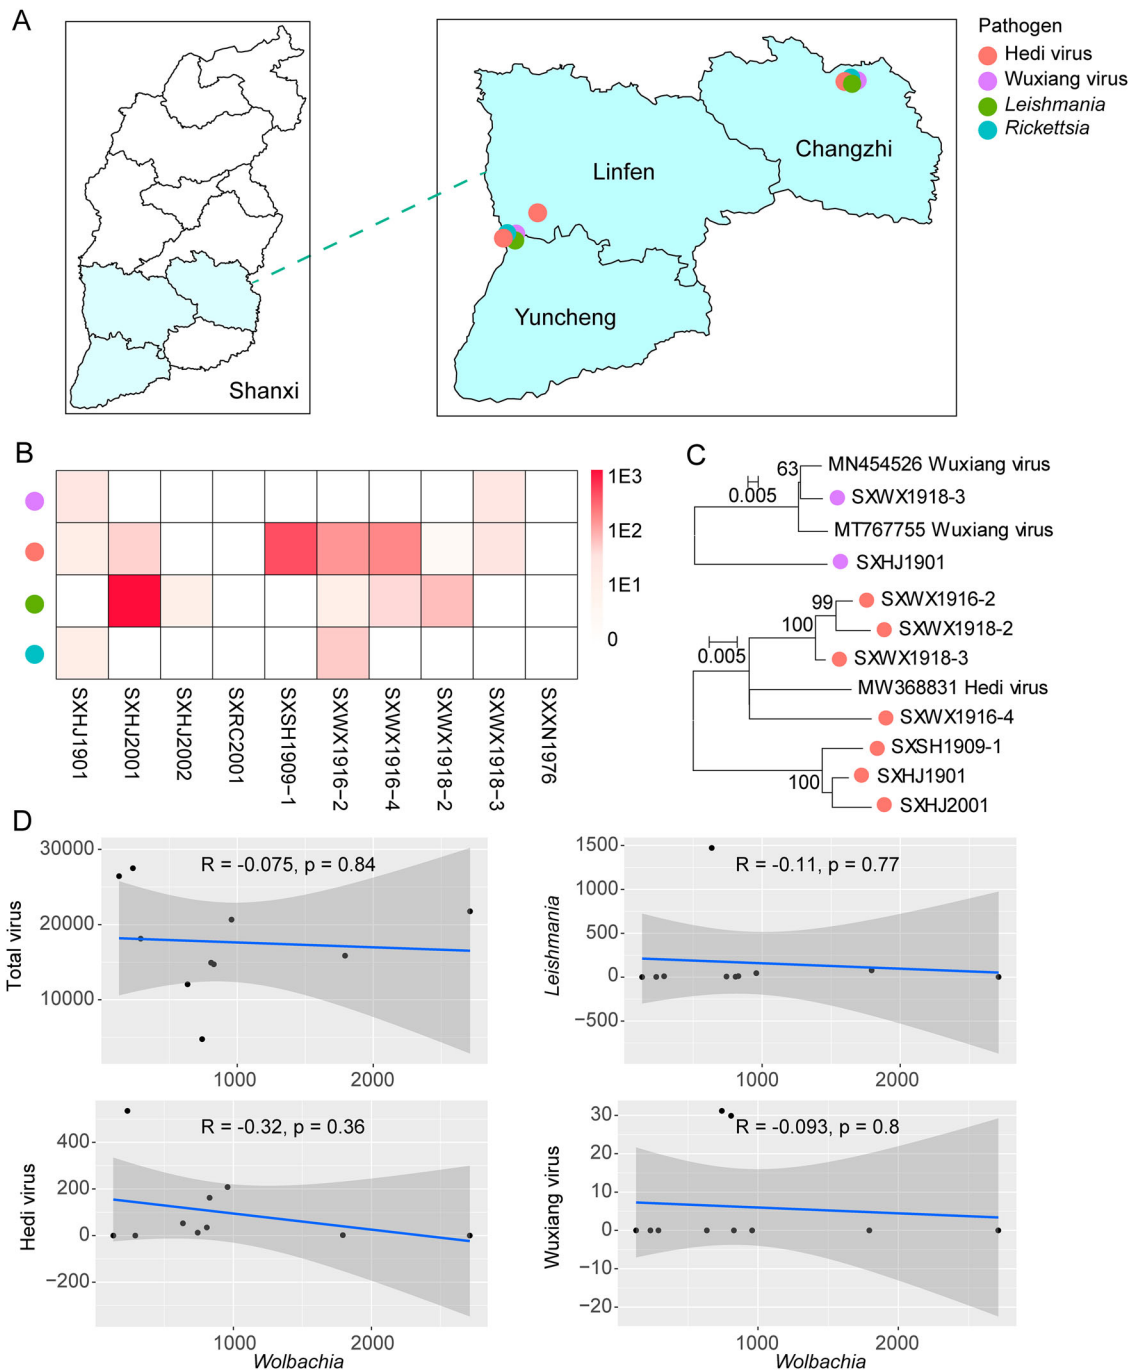 A
Shanxi
Linfen
Changzhi
Yuncheng
Pathogen
Hedi virus
Wuxiang virus
Leishmania
Rickettsia
B
1E3
1E2
1E1
0
SXHJ1901
SXHJ2001
SXHJ2002
SXRC2001
SXSH1909−1
SXWX1916−2
SXWX1916−4
SXWX1918−2
SXWX1918−3
SXXN1976
C
63
0.005
MN454526 Wuxiang virus
SXWX1918-3
MT767755 Wuxiang virus
SXHJ1901
99
100
0.005
SXWX1916-2
SXWX1918-2
SXWX1918-3
MW368831 Hedi virus
SXWX1916-4
SXSH1909-1
100
SXHJ1901
SXHJ2001
D
Total virus
30000
20000
10000
R = -0.075, p = 0.84
1000 2000
Leishmania
1500
1000
500
0
−500
R = -0.11, p = 0.77
1000 2000
Hedi virus
400
200
0
−200
R = -0.32, p = 0.36
1000 2000
Wolbachia
Wuxiang virus
30
20
10
0
−10
−20
R = -0.093, p = 0.8
1000 2000
Wolbachia